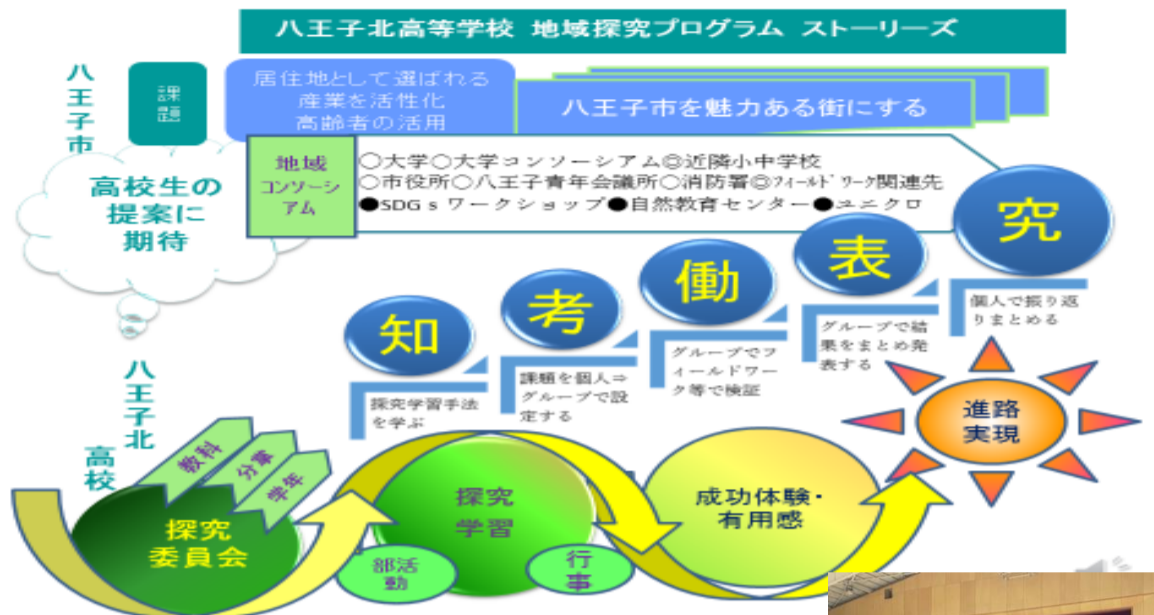 八王子北高等学校 地域探究プログラム ストーリーズ
八王子市
課題
居住地として選ばれる
産業を活性化
高齢者の活用
八王子市を魅力ある街にする
高校生の
提案に
期待
地域
コンソーシ
アム
○大学○大学コンソーシアム◎近隣小中学校
○市役所○八王子青年会議所○消防署◎フィールドワーク関連先
●SDGsワークショップ●自然教育センター●ユニクロ
知
探究学習手法
を学ぶ
考
課題を個人⇒
グループで設
定する
働
グループでフ
ィールドワー
ク等で検証
表
グループで結
果をまとめ発
表する
究
個人で振り返
りまとめる
八王子北
高校
教科
分掌
学年
探究
委員会
探究
学習
部活
動
行
事
成功体験・
有用感
進路
実現